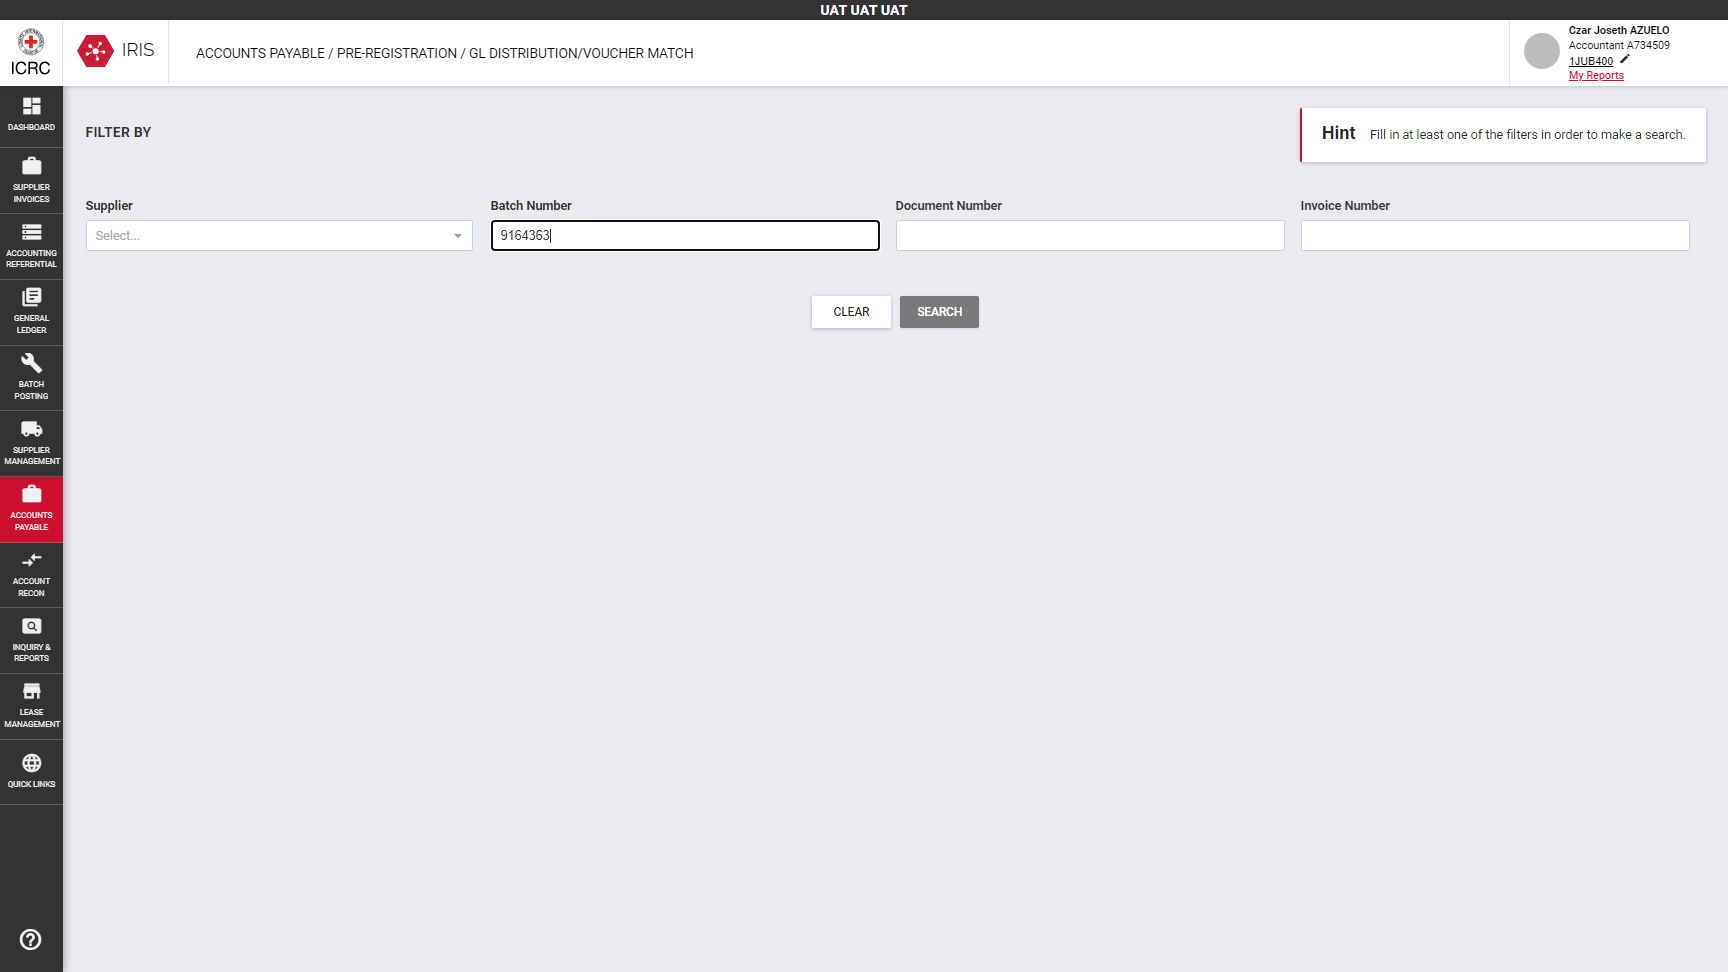 UAT UAT UAT
ICRC
IRIS
ACCOUNTS PAYABLE / PRE-REGISTRATION / GL DISTRIBUTION/VOUCHER MATCH
Czar Joseth AZUELO
Accountant A734509
1JUB400
My Reports
DASHBOARD
SUPPLIER
INVOICES
ACCOUNTING
REFERENTIAL
GENERAL
LEDGER
BATCH
POSTING
SUPPLIER
MANAGEMENT
ACCOUNTS
PAYABLE
ACCOUNT
RECON
INQUIRY &
REPORTS
LEASE
MANAGEMENT
QUICK LINKS
FILTER BY
Hint Fill in at least one of the filters in order to make a search.
Supplier
Select...
Batch Number
9164363
Document Number
Invoice Number
CLEAR
SEARCH